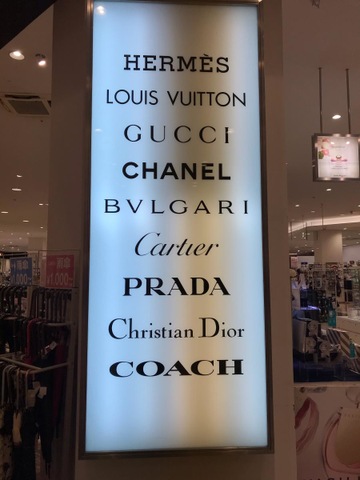 HERMÈS
LOUIS VUITTON
GUCCI
CHANEL
BVLGARI
Cartier
PRADA
Christian Dior
COACH